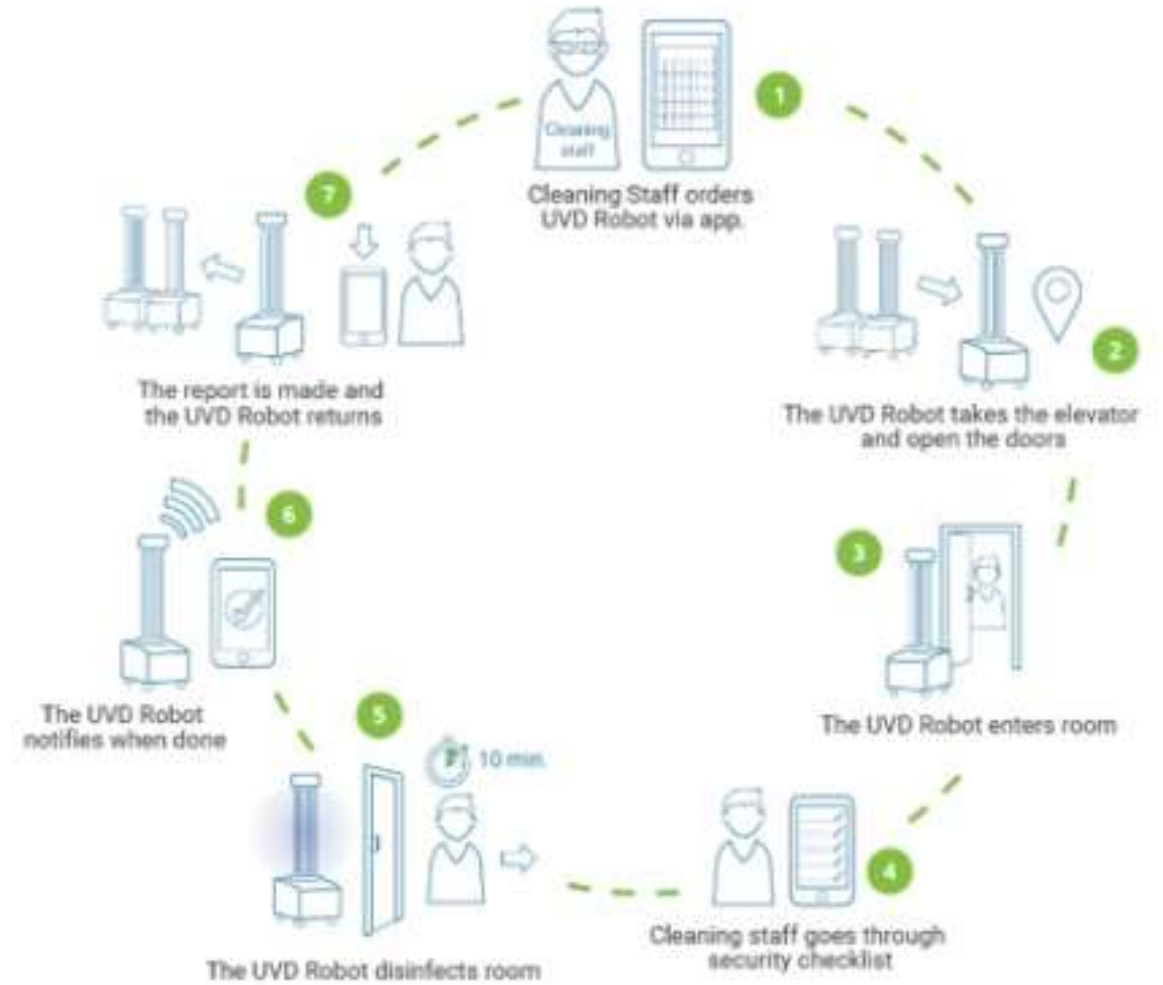 Cleaning
staff
1
Cleaning Staff orders
UVD Robot via app.
2
The UVD Robot takes the elevator
and open the doors
3
The UVD Robot enters room
4
Cleaning staff goes through
security checklist
5
10 min.
The UVD Robot disinfects room
6
The UVD Robot
notifies when done
7
The report is made and
the UVD Robot returns